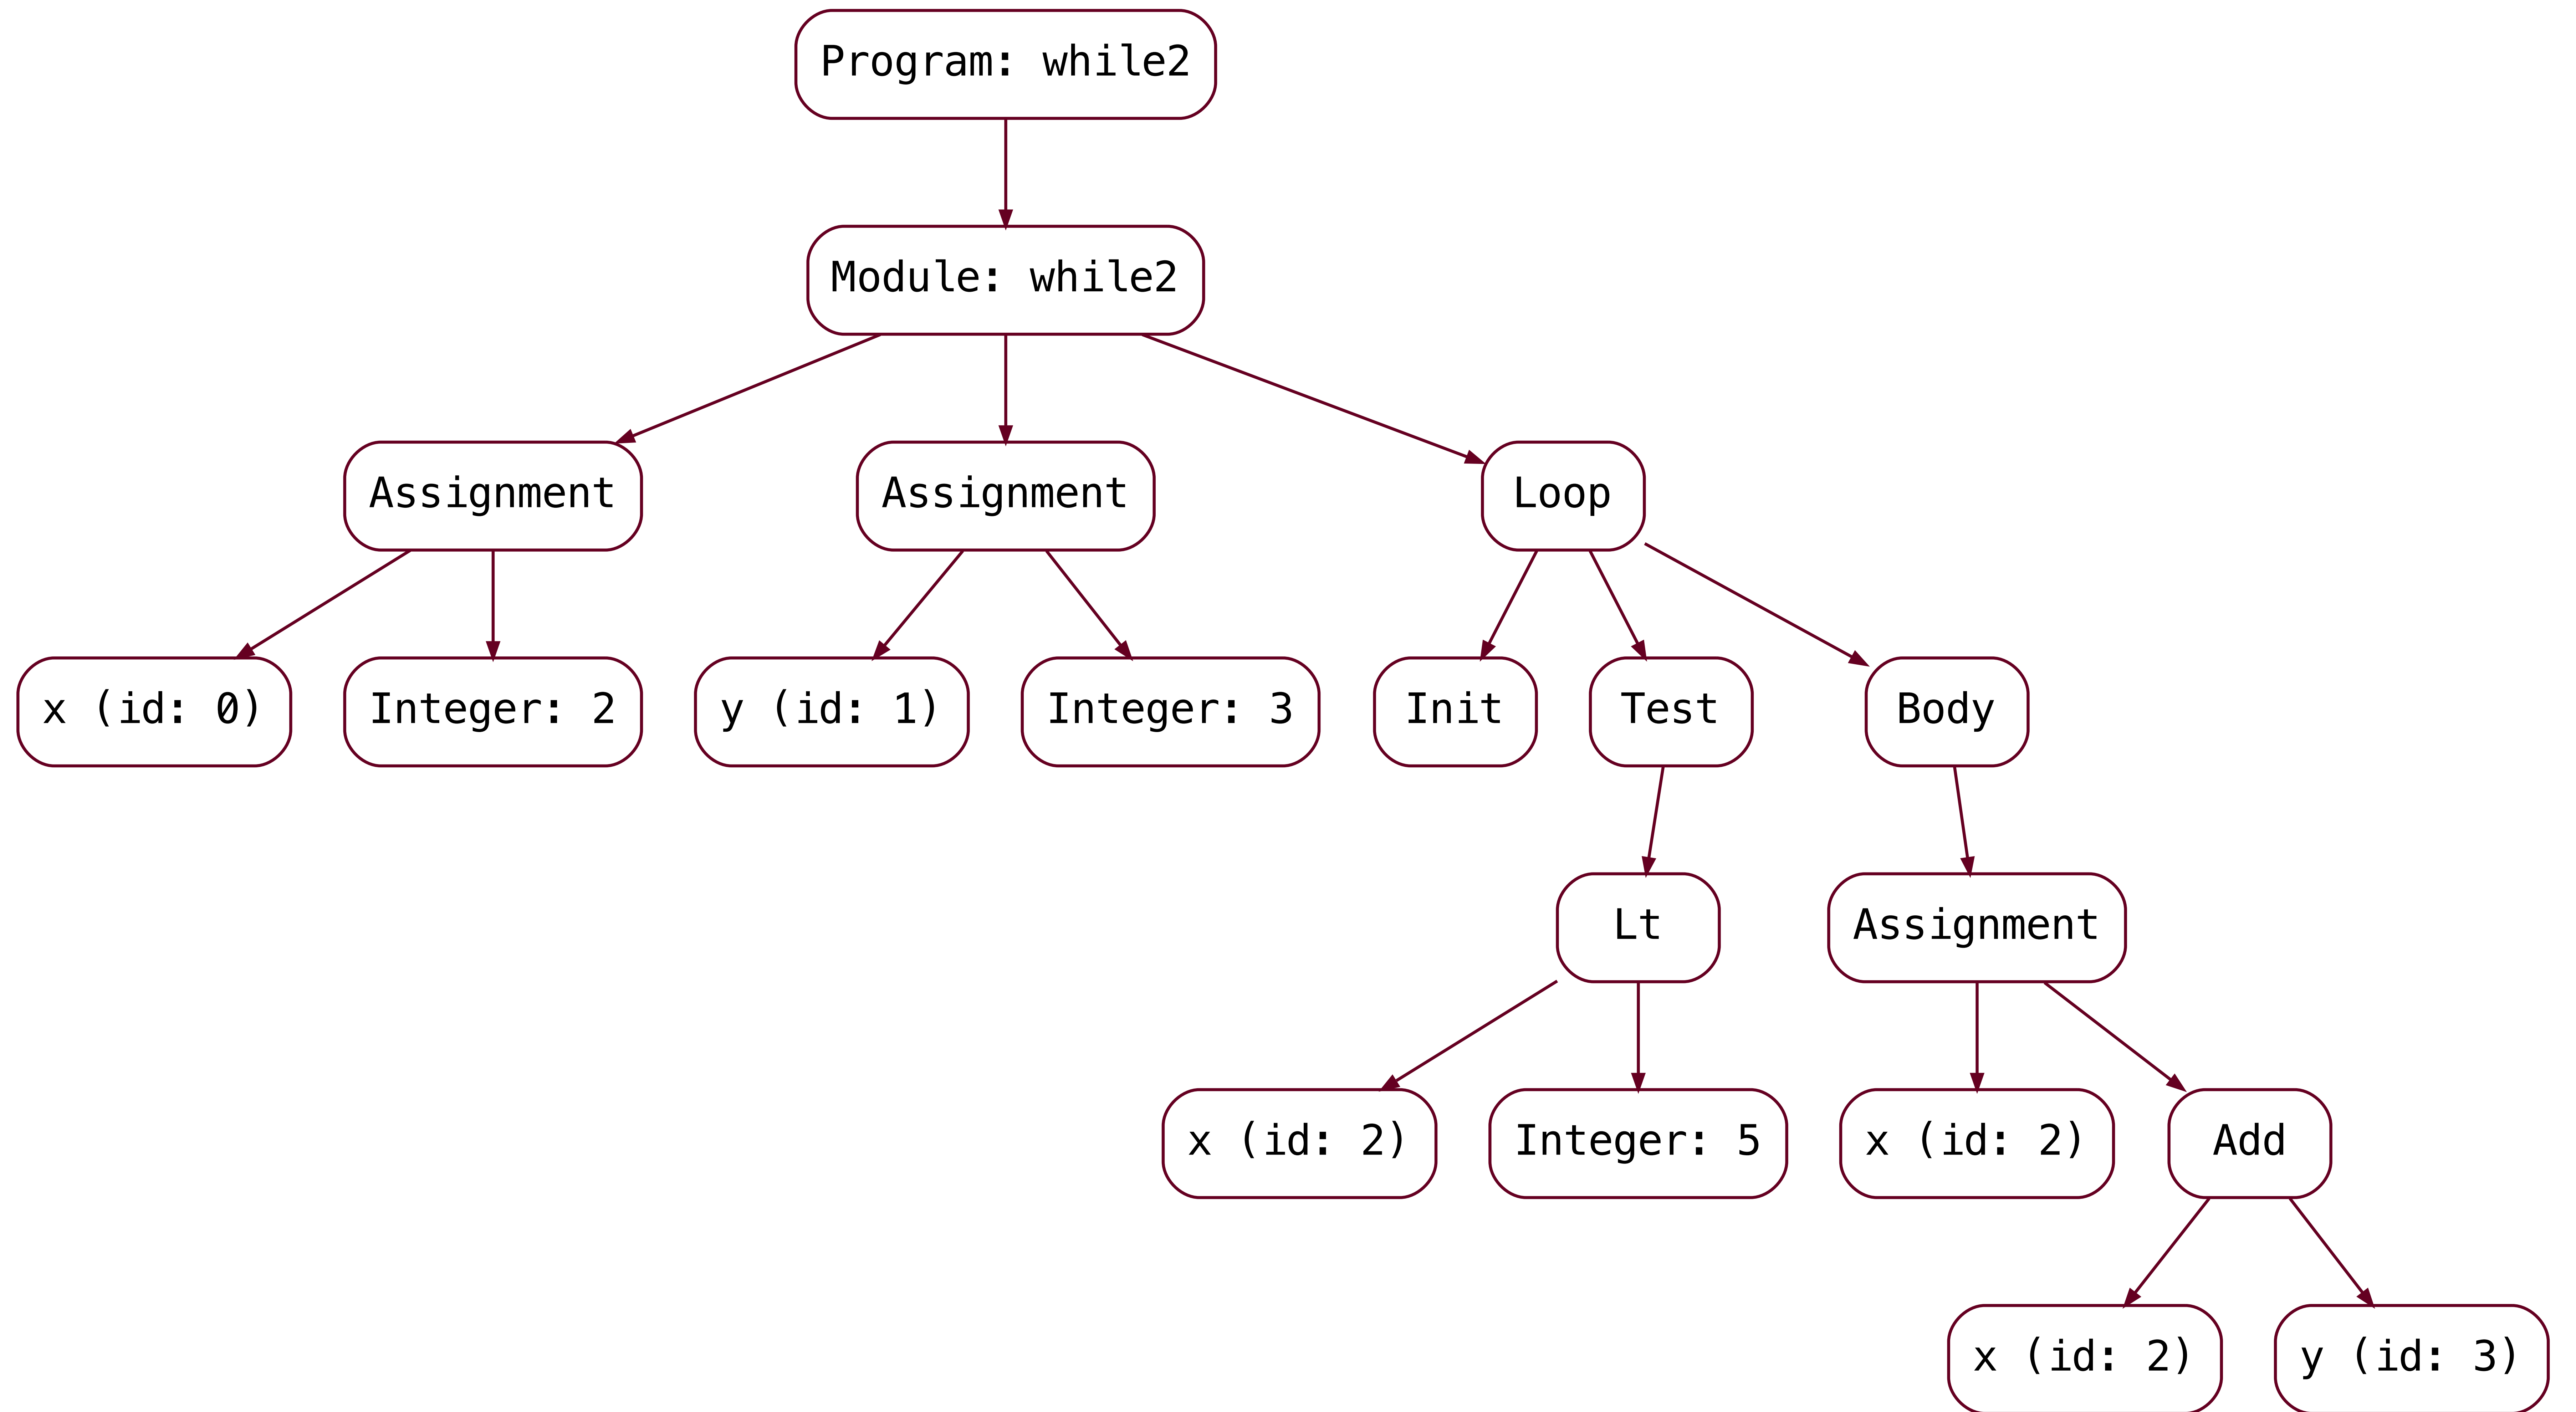 Program: while2
Module: while2
Assignment
Assignment
Loop
x (id: 0)
Integer: 2
y (id: 1)
Integer: 3
Init
Test
Body
Lt
Assignment
x (id: 2)
Integer: 5
x (id: 2)
Add
x (id: 2)
y (id: 3)